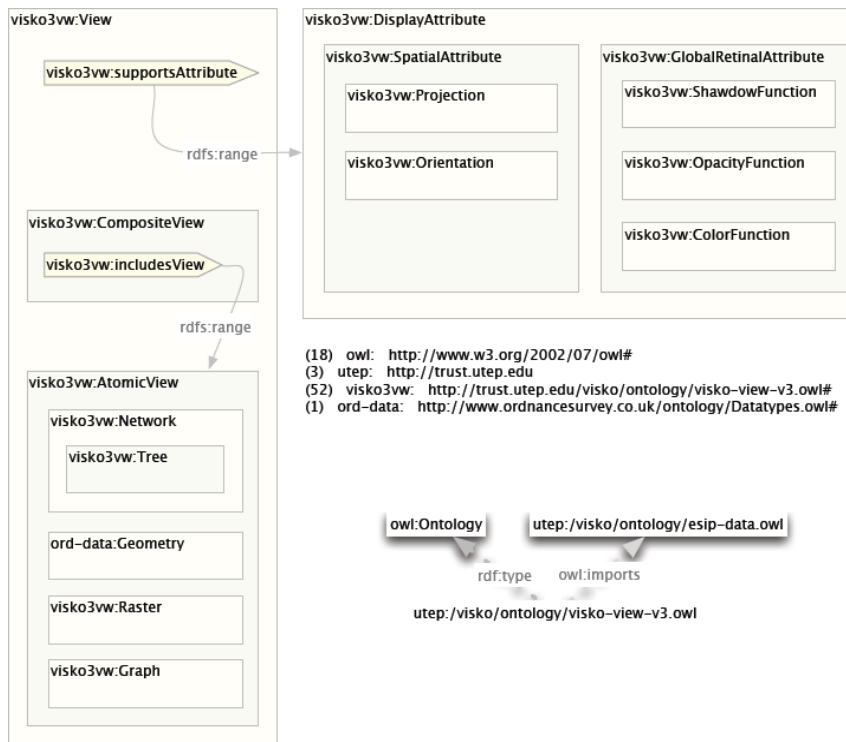 visko3vw:View
visko3vw:supportsAttribute
rdfs:range
visko3vw:CompositeView
visko3vw:includesView
rdfs:range
visko3vw:AtomicView
visko3vw:Network
visko3vw:Tree
ord-data:Geometry
visko3vw:Raster
visko3vw:Graph
visko3vw:DisplayAttribute
visko3vw:SpatialAttribute
visko3vw:Projection
visko3vw:Orientation
visko3vw:GlobalRetinalAttribute
visko3vw:ShawdowFunction
visko3vw:OpacityFunction
visko3vw:ColorFunction
(18) owl: http://www.w3.org/2002/07/owl#
(3) utep: http://trust.utep.edu
(52) visko3vw: http://trust.utep.edu/visko/ontology/visko-view-v3.owl#
(1) ord-data: http://www.ordnancesurvey.co.uk/ontology/Datatypes.owl#
owl:Ontology
utep:/visko/ontology/esip-data.owl
rdf:type
owl:imports
utep:/visko/ontology/visko-view-v3.owl